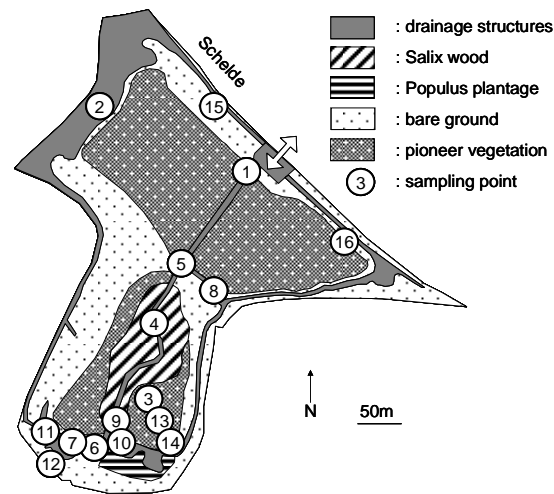 Schelde
: drainage structures
: Salix wood
: Populus plantage
: bare ground
: pioneer vegetation
3 : sampling point
2
15
1
16
5
8
4
3
9
13
11
7
6
10
14
12
N
50m